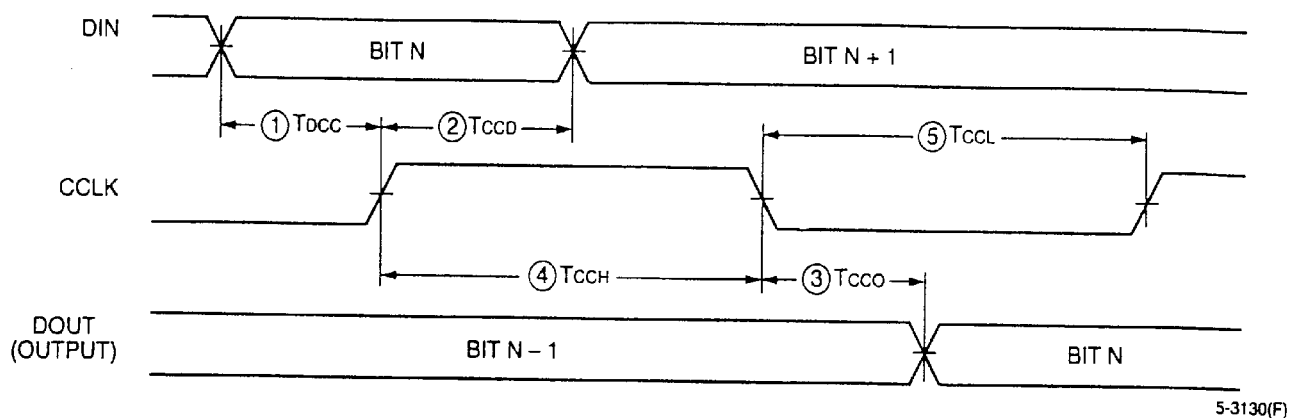 DIN
BIT N
BIT N + 1
① TDCC
② TCCD
⑤ TCCL
CCLK
④ TCCH
③ TCCO
DOUT
(OUTPUT)
BIT N – 1
BIT N
5-3130(F)